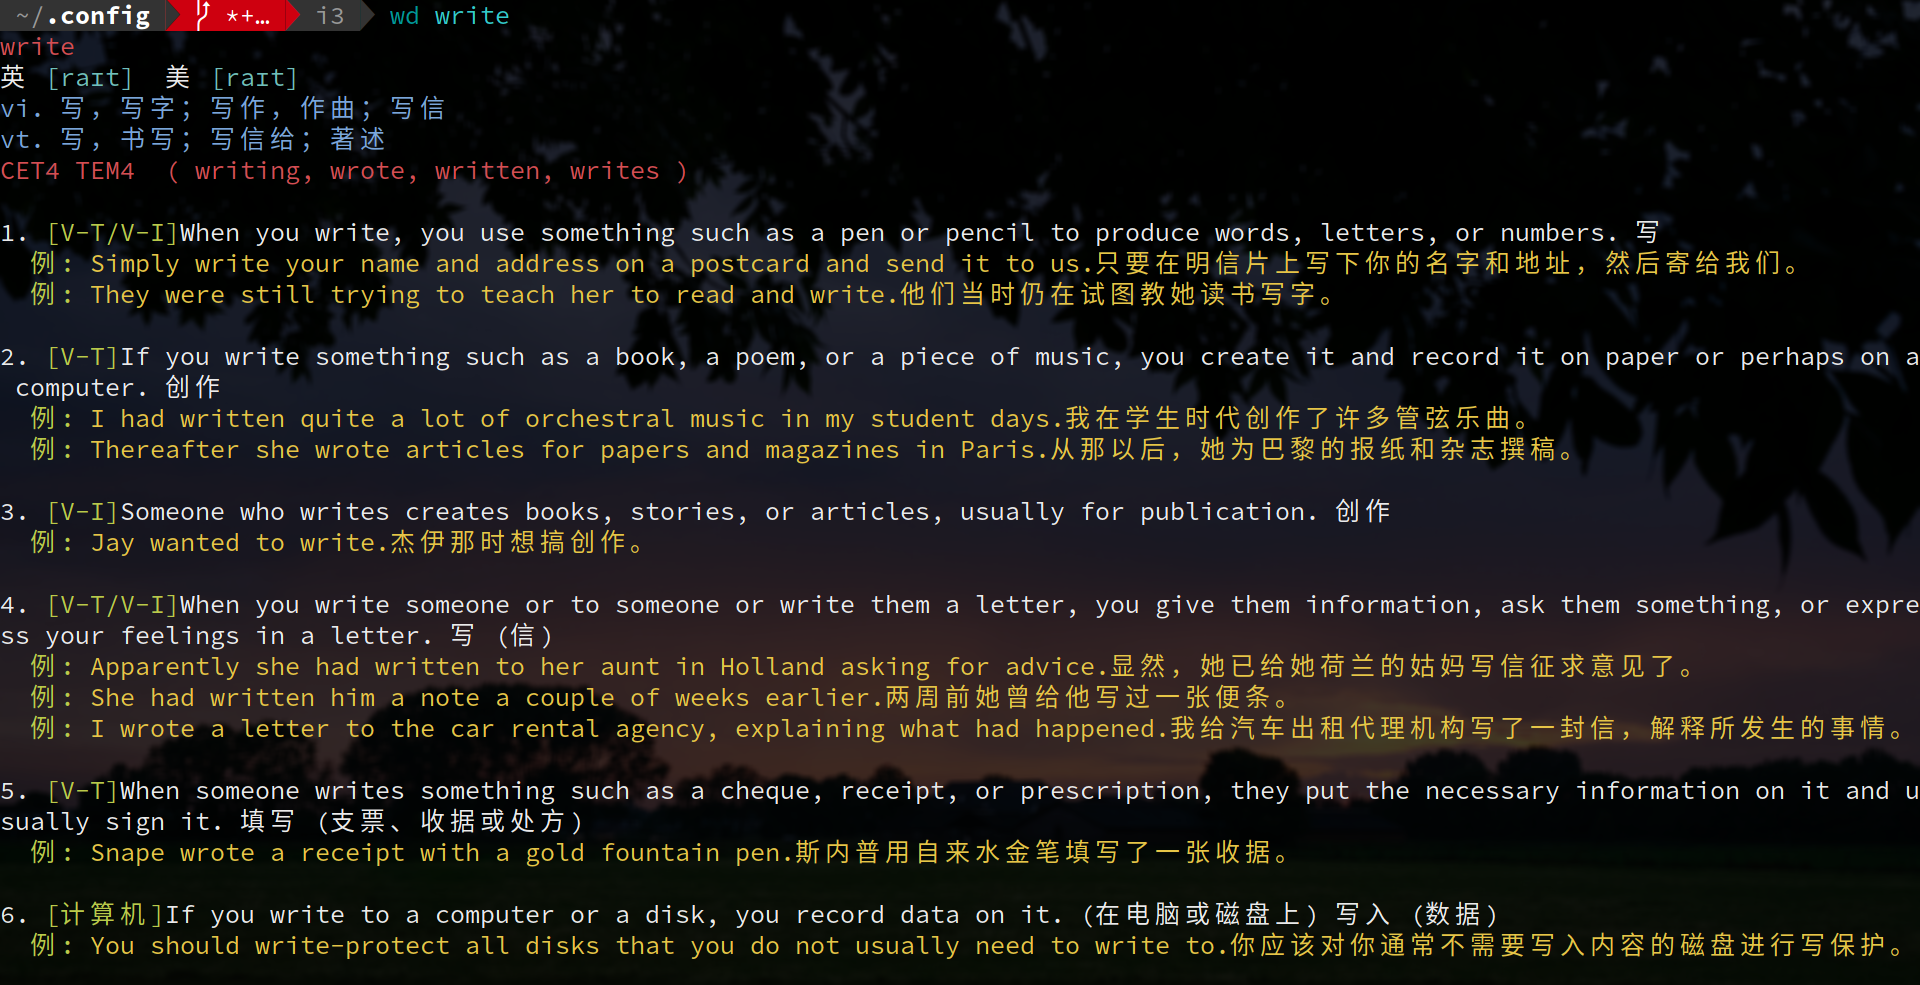 ~/.config *+… i3 wd write
write
英 [raɪt] 美 [raɪt]
vi. 写，写字；写作，作曲；写信
vt. 写，书写；写信给；著述
CET4 TEM4 ( writing, wrote, written, writes )
1. [V-T/V-I]When you write, you use something such as a pen or pencil to produce words, letters, or numbers. 写
例: Simply write your name and address on a postcard and send it to us.只要在明信片上写下你的名字和地址，然后寄给我们。
例: They were still trying to teach her to read and write.他们当时仍在试图教她读书写字。
2. [V-T]If you write something such as a book, a poem, or a piece of music, you create it and record it on paper or perhaps on a
computer. 创作
例: I had written quite a lot of orchestral music in my student days.我在学生时代创作了许多管弦乐曲。
例: Thereafter she wrote articles for papers and magazines in Paris.从那以后，她为巴黎的报纸和杂志撰稿。
3. [V-I]Someone who writes creates books, stories, or articles, usually for publication. 创作
例: Jay wanted to write.杰伊那时想搞创作。
4. [V-T/V-I]When you write someone or to someone or write them a letter, you give them information, ask them something, or expre
ss your feelings in a letter. 写 (信)
例: Apparently she had written to her aunt in Holland asking for advice.显然，她已给她荷兰的姑妈写信征求意见了。
例: She had written him a note a couple of weeks earlier.两周前她曾给他写过一张便条。
例: I wrote a letter to the car rental agency, explaining what had happened.我给汽车出租代理机构写了一封信，解释所发生的事情。
5. [V-T]When someone writes something such as a cheque, receipt, or prescription, they put the necessary information on it and u
sually sign it. 填写 (支票、收据或处方)
例: Snape wrote a receipt with a gold fountain pen.斯内普用自来水金笔填写了一张收据。
6. [计算机]If you write to a computer or a disk, you record data on it. (在电脑或磁盘上) 写入 (数据)
例: You should write-protect all disks that you do not usually need to write to.你应该对你通常不需要写入内容的磁盘进行写保护。